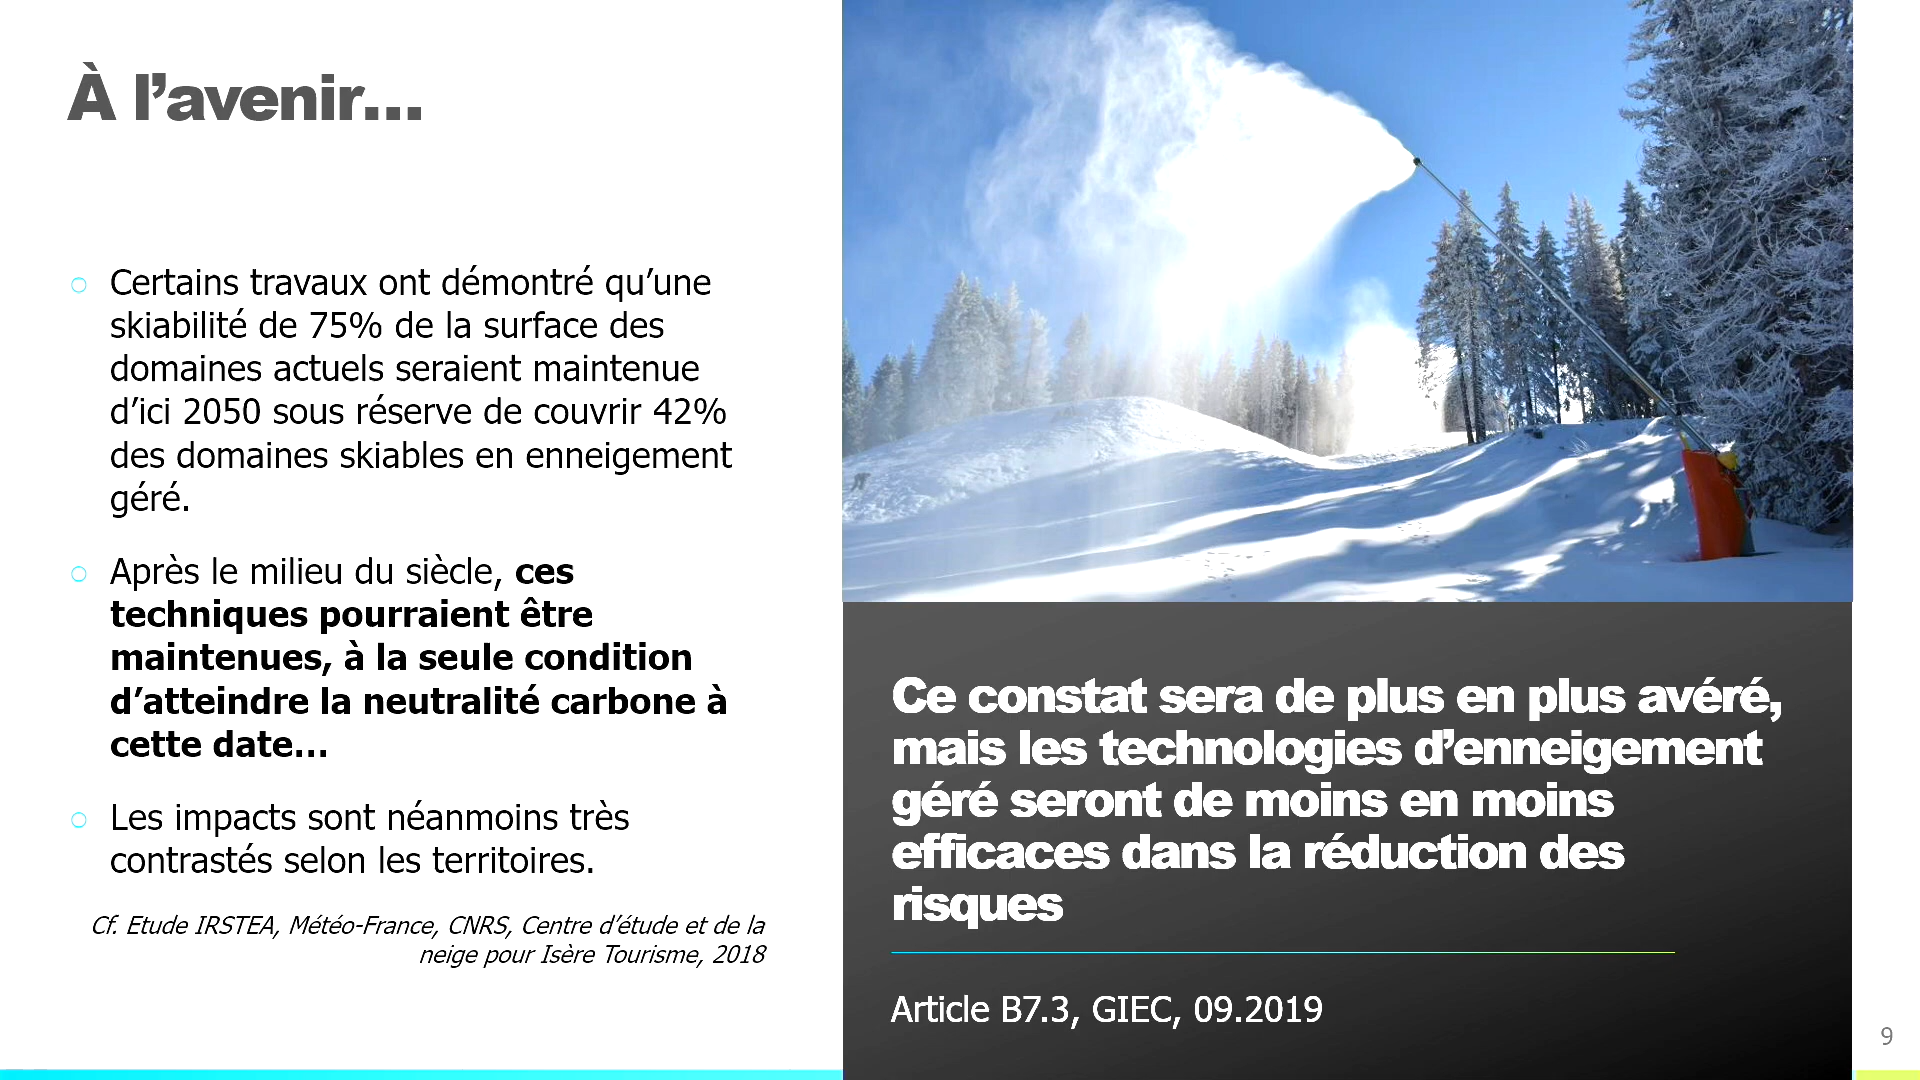 À l’avenir…
○ Certains travaux ont démontré qu’une
skiabilité de 75% de la surface des
domaines actuels seraient maintenue
d’ici 2050 sous réserve de couvrir 42%
des domaines skiables en enneigement
géré.
○ Après le milieu du siècle, ces
techniques pourraient être
maintenues, à la seule condition
d’atteindre la neutralité carbone à
cette date…
○ Les impacts sont néanmoins très
contrastés selon les territoires.
Cf. Etude IRSTEA, Météo-France, CNRS, Centre d’étude et de la
neige pour Isère Tourisme, 2018
Ce constat sera de plus en plus avéré,
mais les technologies d’enneigement
géré seront de moins en moins
efficaces dans la réduction des
risques
Article B7.3, GIEC, 09.2019
9